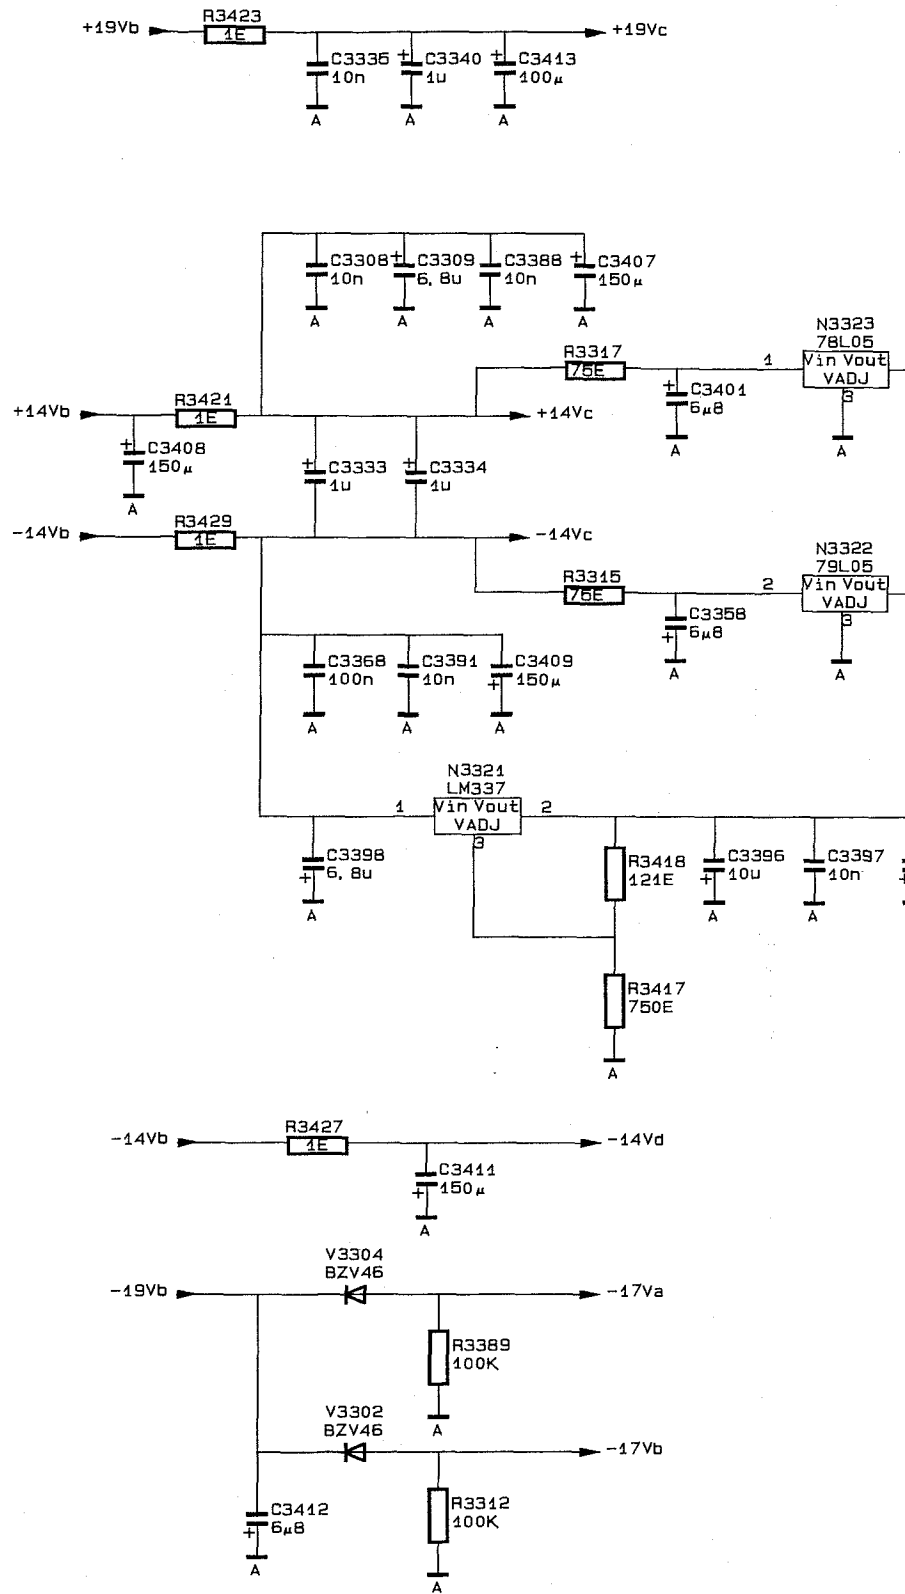 R3423
+19Vb
1E
+19Vc
C3335
10n
A
+
C3340
1u
A
+
C3413
100µ
A
C3308
10n
A
+
C3309
6,8u
A
C3388
10n
A
+
C3407
150µ
A
N3323
78L05
Vin Vout
VADJ
1
3
A
R3317
75E
+
C3401
6µ8
A
+14Vb
R3421
1E
+14Vc
+
C3408
150µ
A
+
C3333
1u
+
C3334
1u
-14Vb
R3429
1E
-14Vc
N3322
79L05
Vin Vout
VADJ
2
3
A
R3315
75E
C3358
+
6µ8
A
C3368
100n
A
C3391
10n
A
C3409
+
150µ
A
N3321
LM337
Vin Vout
VADJ
1
2
3
C3398
+
6,8u
A
R3418
121E
C3396
+
10u
A
C3397
10n
A
+
R3417
750E
A
-14Vb
R3427
1E
-14Vd
C3411
+
150µ
A
V3304
BZV46
-19Vb
-17Va
R3389
100K
A
V3302
BZV46
-17Vb
C3412
+
6µ8
A
R3312
100K
A